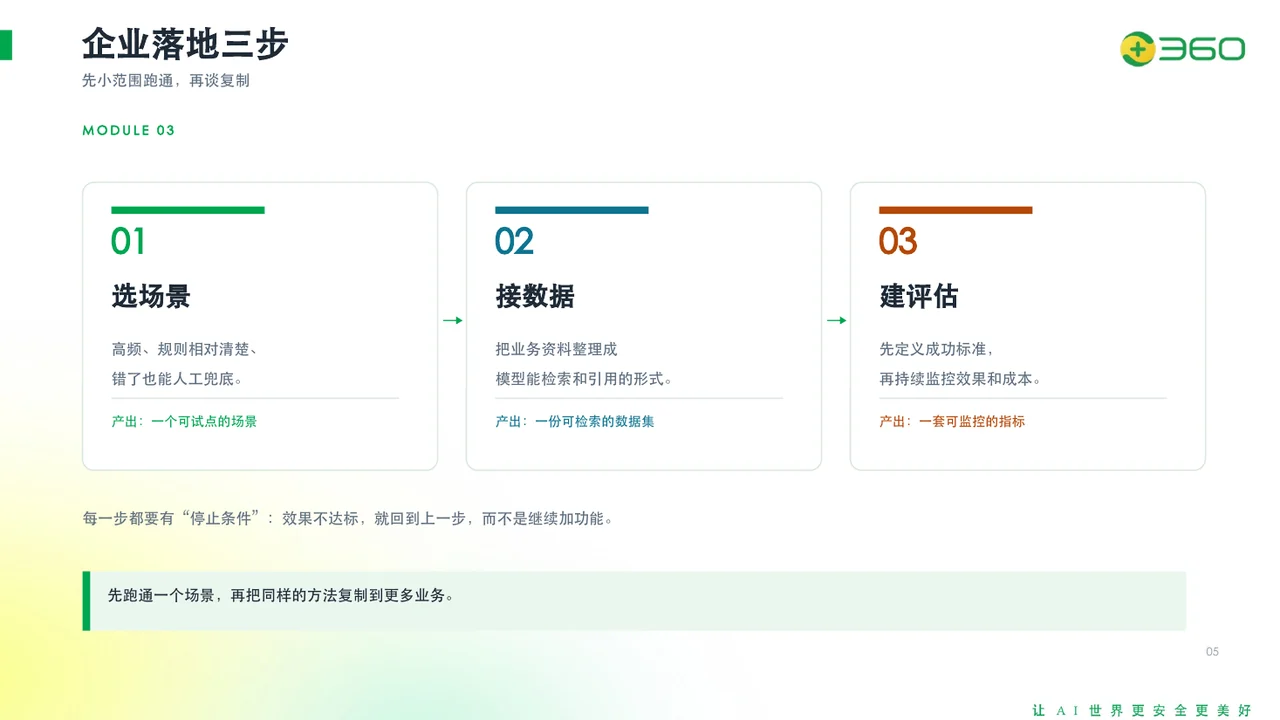 企业落地三步
360
先小范围跑通，再谈复制
MODULE 03
01
选场景
高频、规则相对清楚、
错了也能人工兜底。
产出：一个可试点的场景
→
02
接数据
把业务资料整理成
模型能检索和引用的形式。
产出：一份可检索的数据集
→
03
建评估
先定义成功标准，
再持续监控效果和成本。
产出：一套可监控的指标
每一步都要有“停止条件”：效果不达标，就回到上一步，而不是继续加功能。
先跑通一个场景，再把同样的方法复制到更多业务。
05
让AI世界更安全更美好